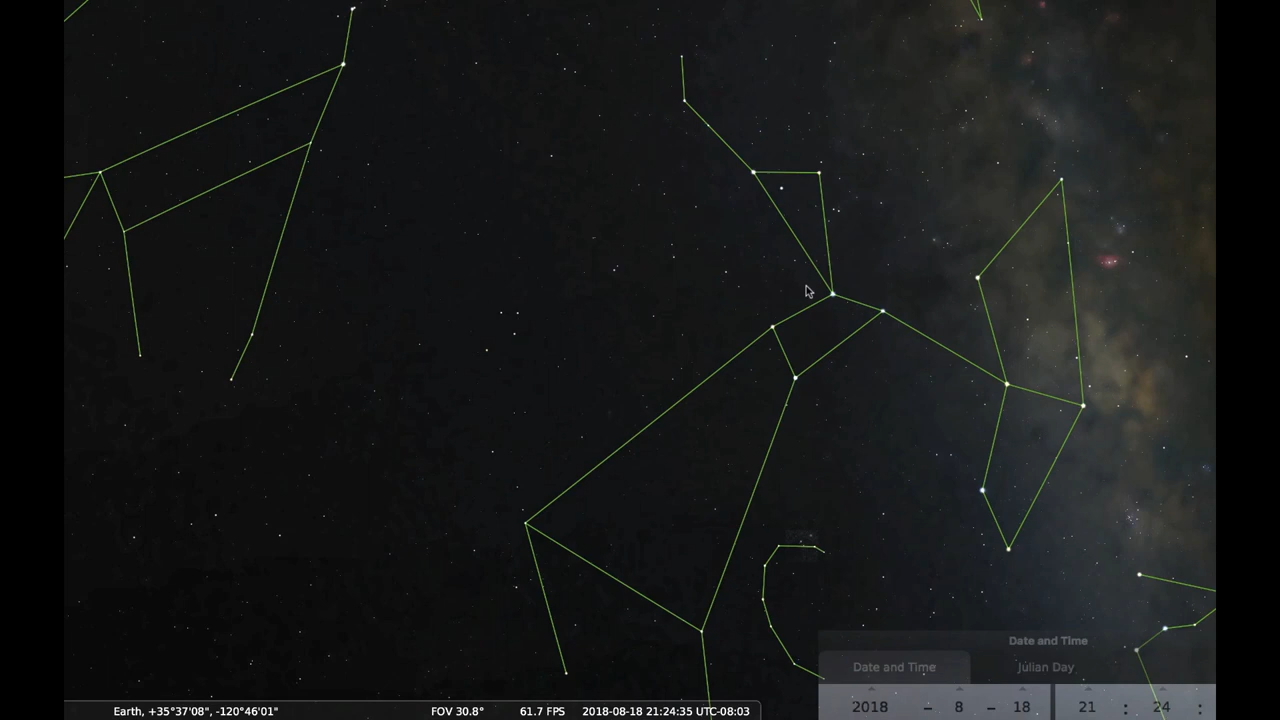 Date and Time
Date and Time Julian Day
2018 – 8 – 18 21 : 24 :
Earth, +35°37'08", -120°46'01" FOV 30.8° 61.7 FPS 2018-08-18 21:24:35 UTC-08:03